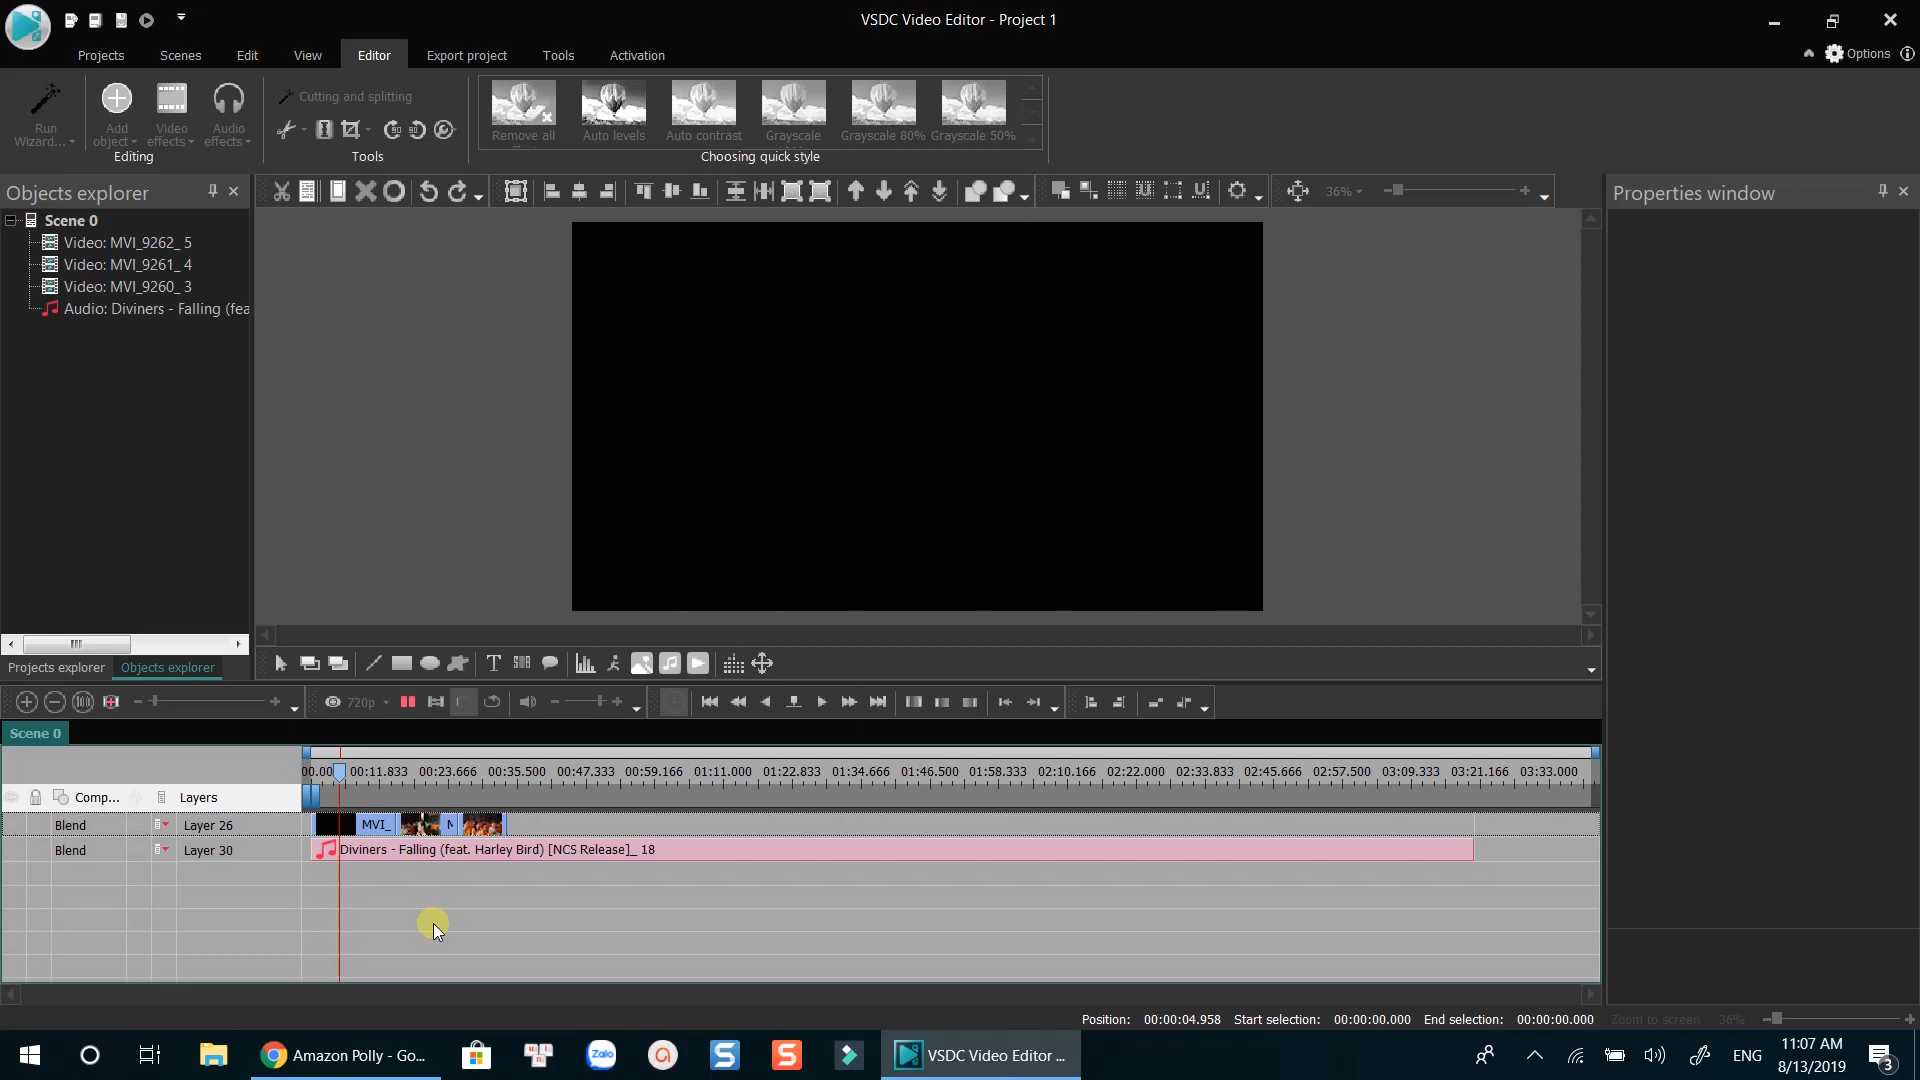 VSDC Video Editor - Project 1
Projects Scenes Edit View Editor Export project Tools Activation
Options
Run Wizard...
Add object
Video effects
Audio effects
Editing
Cutting and splitting
Tools
Remove all
Auto levels
Auto contrast
Grayscale
Grayscale 80%
Grayscale 50%
Choosing quick style
Objects explorer
Scene 0
Video: MVI_9262_ 5
Video: MVI_9261_ 4
Video: MVI_9260_ 3
Audio: Diviners - Falling (fea
Projects explorer
Objects explorer
36%
Properties window
720p
Scene 0
00.00 00:11.833 00:23.666 00:35.500 00:47.333 00:59.166 01:11.000 01:22.833 01:34.666 01:46.500 01:58.333 02:10.166 02:22.000 02:33.833 02:45.666 02:57.500 03:09.333 03:21.166 03:33.000
Comp... Layers
Blend Layer 26 MVI_ M
Blend Layer 30 Diviners - Falling (feat. Harley Bird) [NCS Release]_ 18
Position: 00:00:04.958 Start selection: 00:00:00.000 End selection: 00:00:00.000 Zoom to screen 36%
Amazon Polly - Go...
Zalo
S
S
VSDC Video Editor ...
ENG
11:07 AM
8/13/2019
3